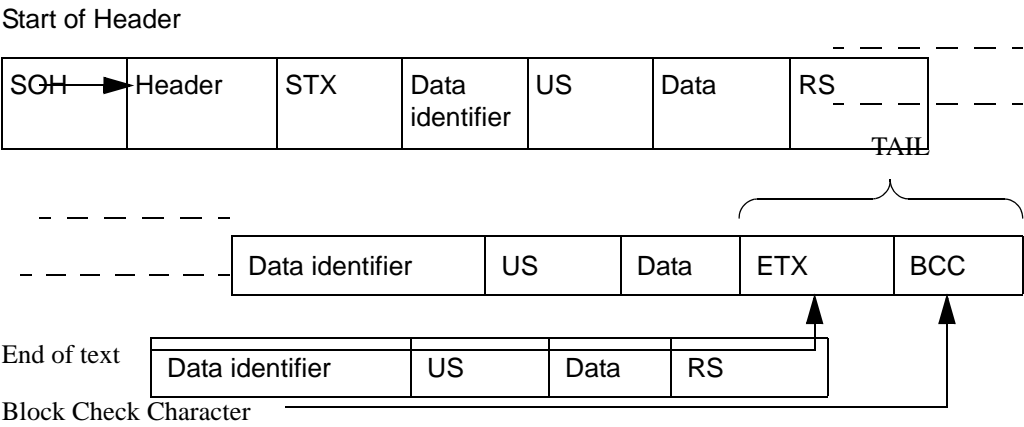 Start of Header
SOH Header STX Data identifier US Data RS
TAIL
Data identifier US Data ETX BCC
End of text
Data identifier US Data RS
Block Check Character